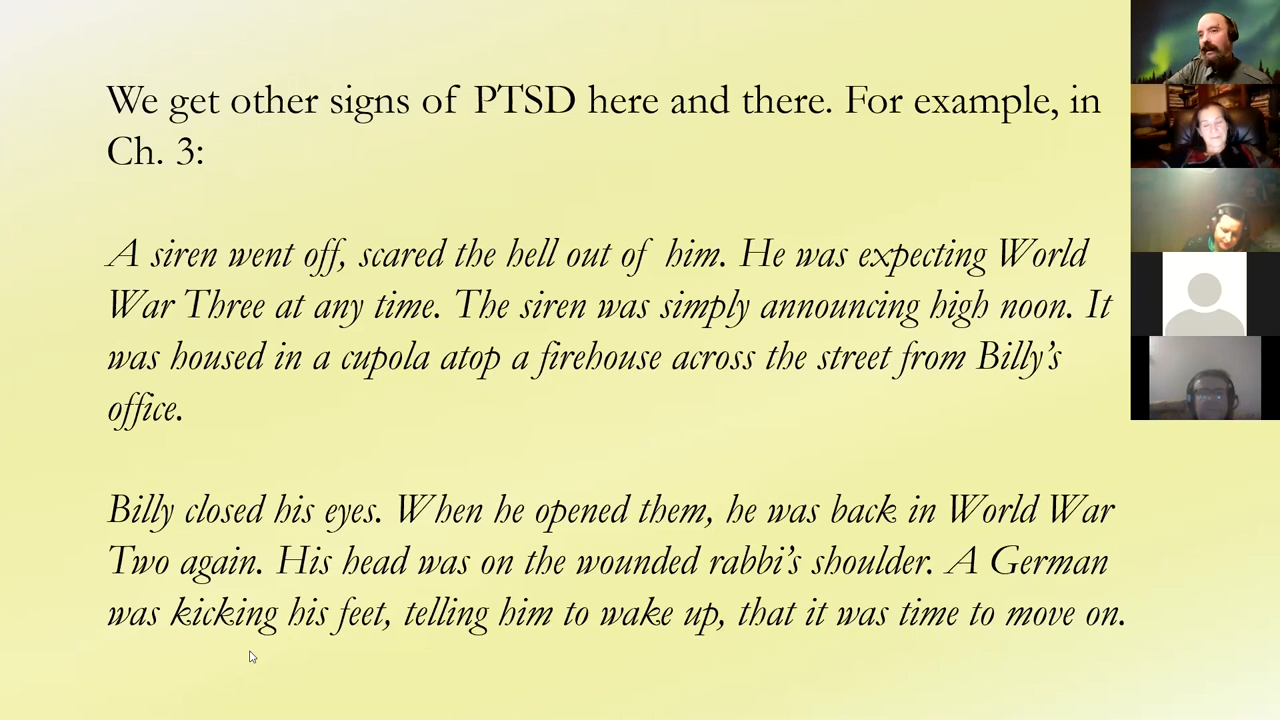 We get other signs of PTSD here and there. For example, in
Ch. 3:
A siren went off, scared the hell out of him. He was expecting World
War Three at any time. The siren was simply announcing high noon. It
was housed in a cupola atop a firehouse across the street from Billy’s
office.
Billy closed his eyes. When he opened them, he was back in World War
Two again. His head was on the wounded rabbi’s shoulder. A German
was kicking his feet, telling him to wake up, that it was time to move on.